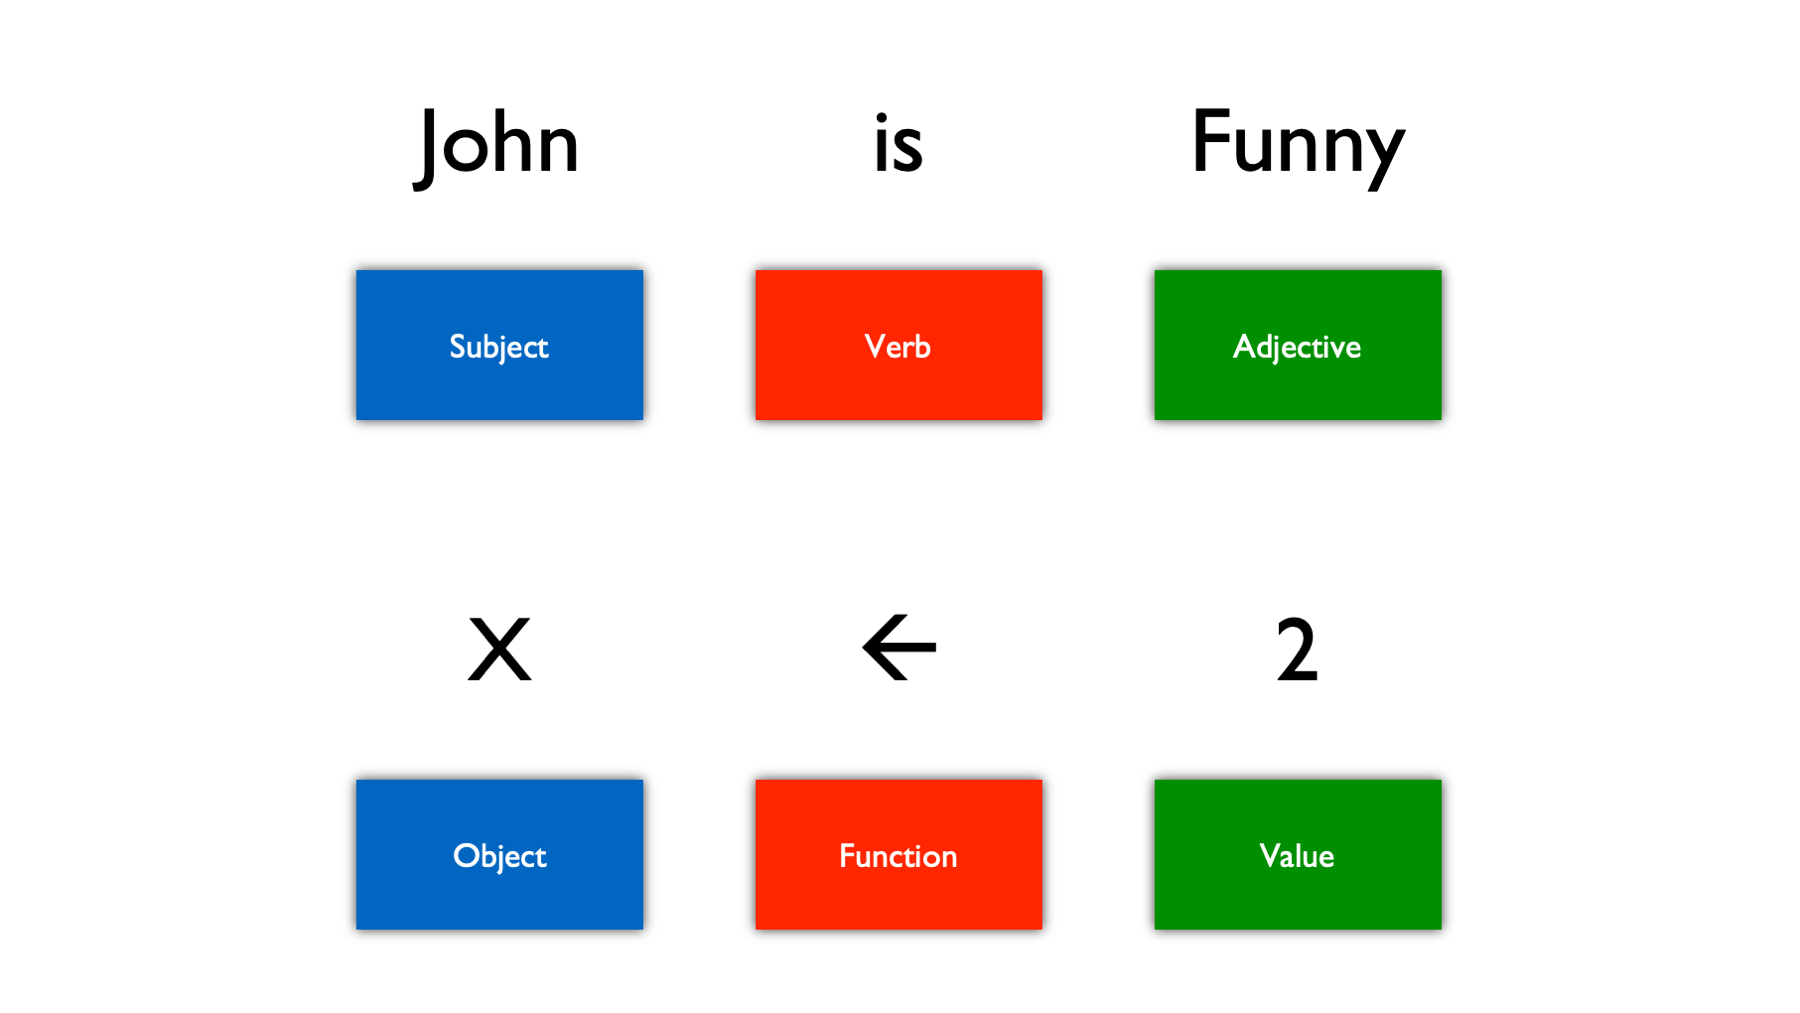 John is Funny
Subject Verb Adjective
X ← 2
Object Function Value